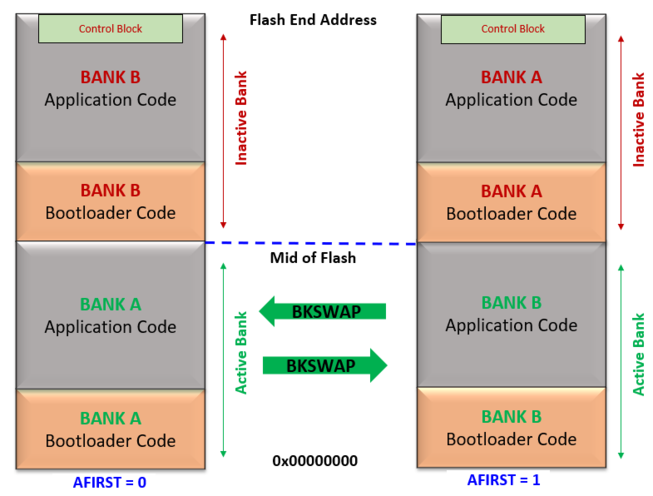 Control Block
BANK B
Application Code
BANK B
Bootloader Code
BANK A
Application Code
BANK A
Bootloader Code
AFIRST = 0
Inactive Bank
Active Bank
Flash End Address
Mid of Flash
BKSWAP
BKSWAP
0x00000000
Control Block
BANK A
Application Code
BANK A
Bootloader Code
BANK B
Application Code
BANK B
Bootloader Code
AFIRST = 1
Inactive Bank
Active Bank